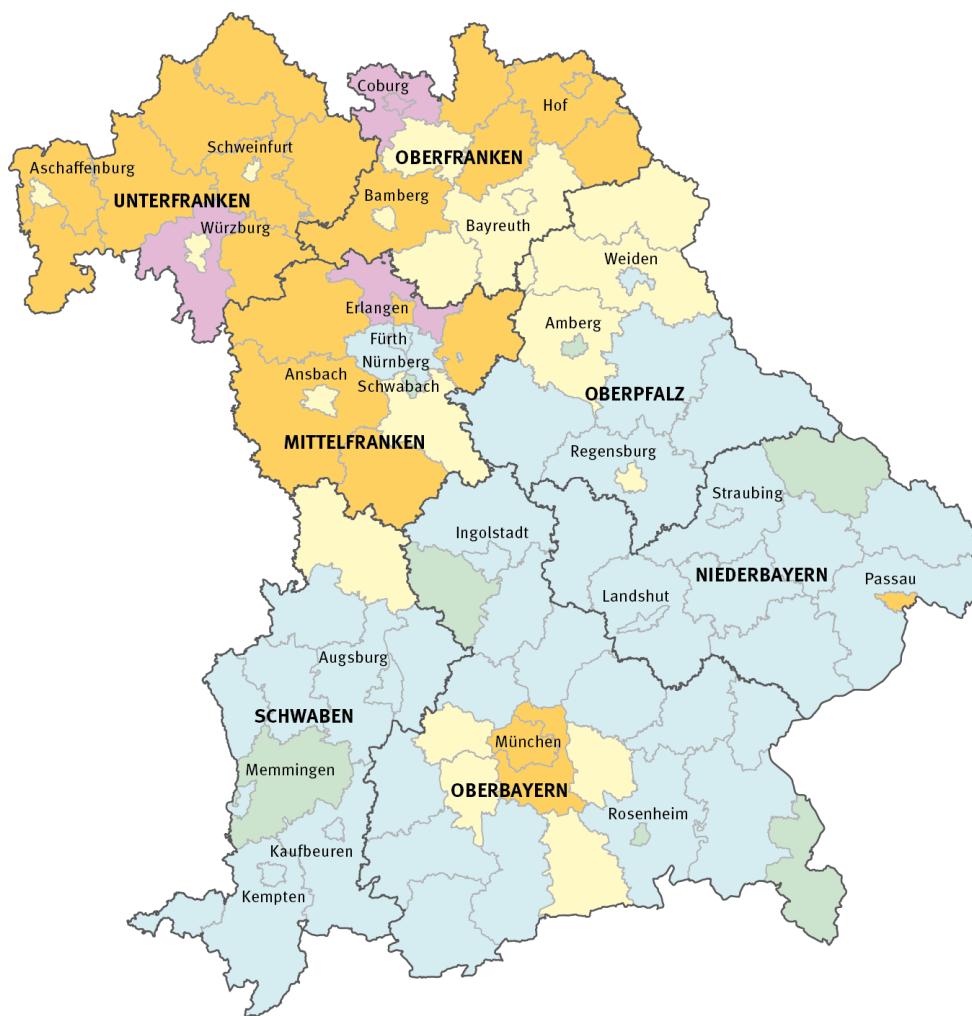 Coburg
Hof
Schweinfurt
OBERFRANKEN
Aschaffenburg
UNTERFRANKEN
Bamberg
Würzburg
Bayreuth
Weiden
Erlangen
Amberg
Fürth
Nürnberg
Ansbach
Schwabach
OBERPFALZ
MITTELFRANKEN
Regensburg
Straubing
Ingolstadt
NIEDERBAYERN
Passau
Landshut
Augsburg
SCHWABEN
München
Memmingen
OBERBAYERN
Rosenheim
Kaufbeuren
Kempten